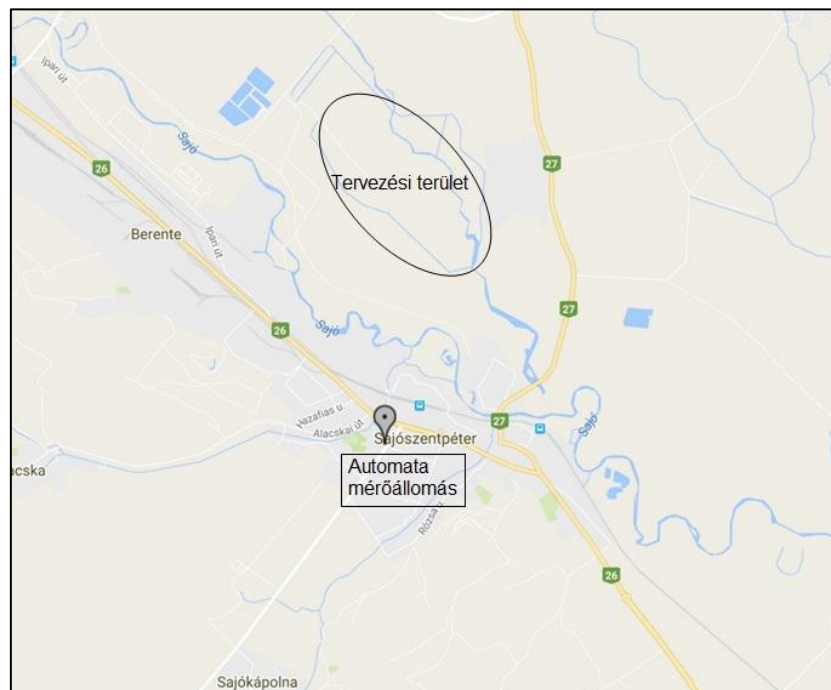 Ipari út
Sajó
26
27
Tervezési terület
Berente
Ipari út
27
26
Sajó
Hazafias u.
Alacskai út
Sajószentpéter
27
Sajó
Automata
mérőállomás
Rózsa u.
26
Sajókápolna